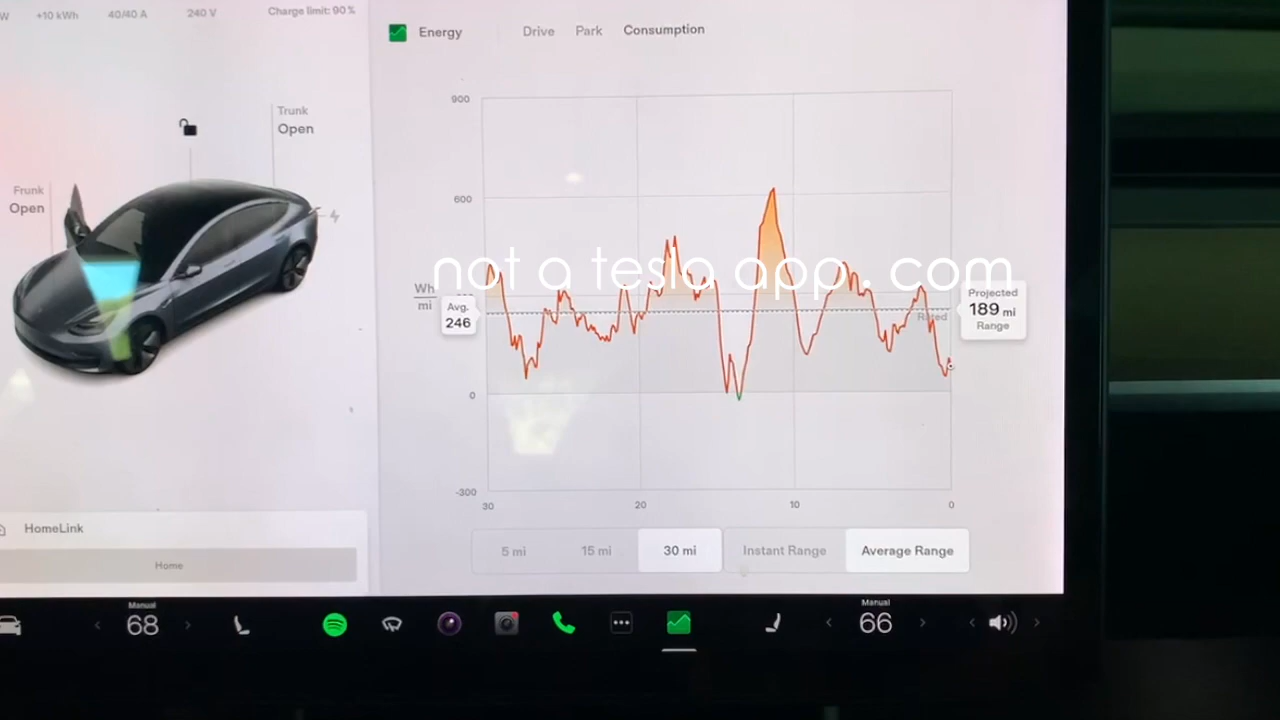 +10 kWh 40/40 A 240 V Charge limit: 90%
Energy Drive Park Consumption
Trunk
Open
Frunk
Open
900
600
0
-300
Wh
mi
Avg.
246
not a tesla app. com
Projected
189 mi
Range
30 20 10 0
5 mi 15 mi 30 mi Instant Range Average Range
HomeLink
Home
Manual
68
Manual
66